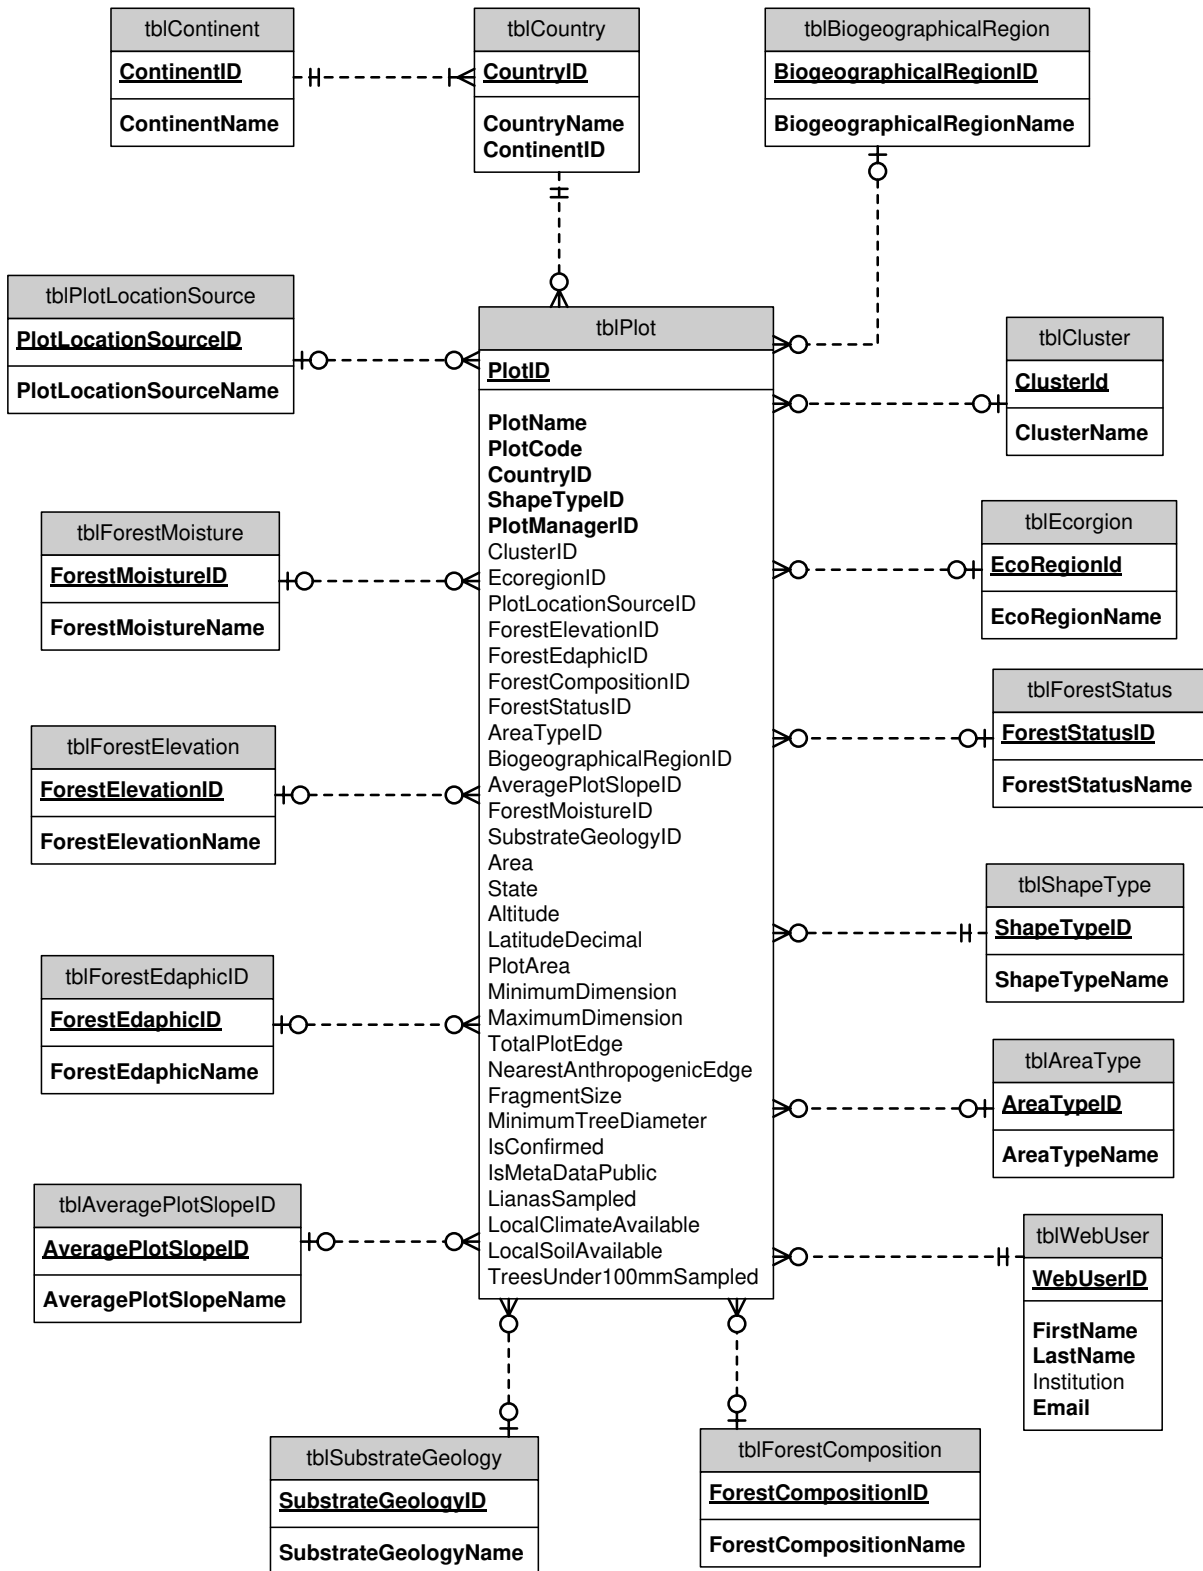 tblContinent
ContinentID
ContinentName
tblCountry
CountryID
CountryName
ContinentID
tblBiogeographicalRegion
BiogeographicalRegionID
BiogeographicalRegionName
tblPlotLocationSource
PlotLocationSourceID
PlotLocationSourceName
tblForestMoisture
ForestMoistureID
ForestMoistureName
tblForestElevation
ForestElevationID
ForestElevationName
tblForestEdaphicID
ForestEdaphicID
ForestEdaphicName
tblAveragePlotSlopeID
AveragePlotSlopeID
AveragePlotSlopeName
tblPlot
PlotID
PlotName
PlotCode
CountryID
ShapeTypeID
PlotManagerID
ClusterID
EcoregionID
PlotLocationSourceID
ForestElevationID
ForestEdaphicID
ForestCompositionID
ForestStatusID
AreaTypeID
BiogeographicalRegionID
AveragePlotSlopeID
ForestMoistureID
SubstrateGeologyID
Area
State
Altitude
LatitudeDecimal
PlotArea
MinimumDimension
MaximumDimension
TotalPlotEdge
NearestAnthropogenicEdge
FragmentSize
MinimumTreeDiameter
IsConfirmed
IsMetaDataPublic
LianasSampled
LocalClimateAvailable
LocalSoilAvailable
TreesUnder100mmSampled
tblCluster
ClusterId
ClusterName
tblEcorgion
EcoRegionId
EcoRegionName
tblForestStatus
ForestStatusID
ForestStatusName
tblShapeType
ShapeTypeID
ShapeTypeName
tblAreaType
AreaTypeID
AreaTypeName
tblWebUser
WebUserID
FirstName
LastName
Institution
Email
tblSubstrateGeology
SubstrateGeologyID
SubstrateGeologyName
tblForestComposition
ForestCompositionID
ForestCompositionName